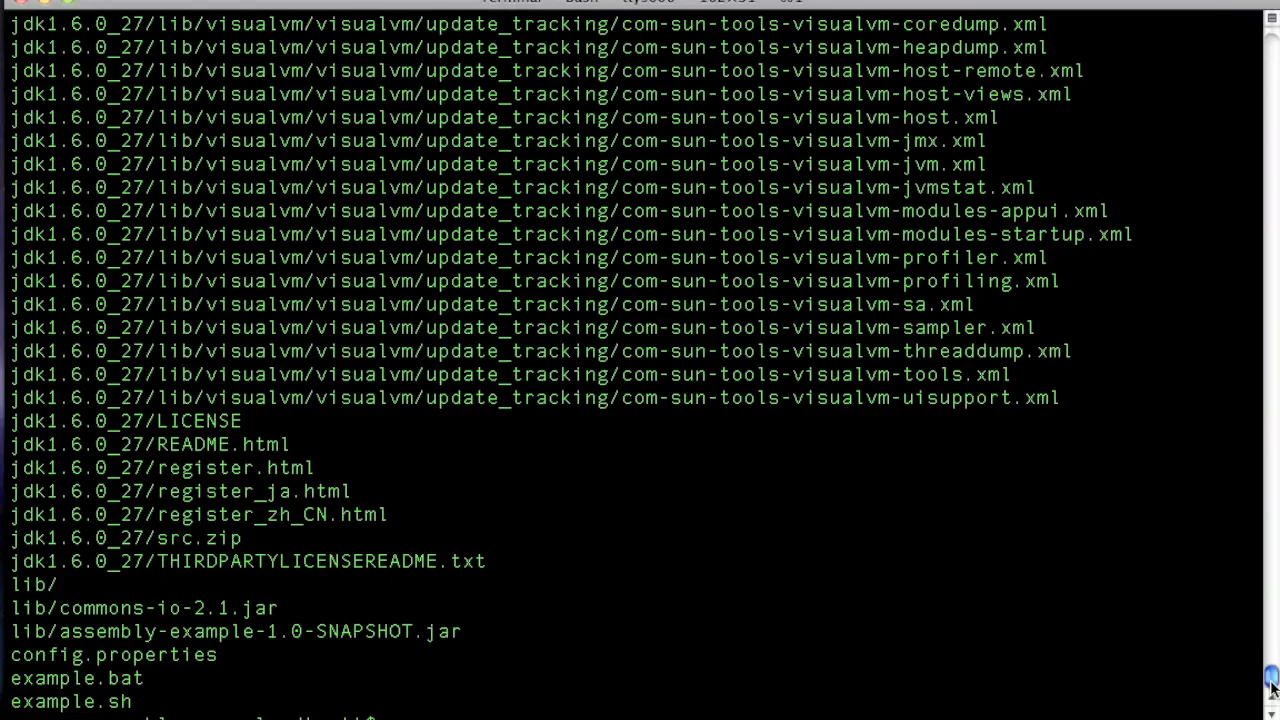 jdk1.6.0_27/lib/visualvm/visualvm/update_tracking/com-sun-tools-visualvm-coredump.xml
jdk1.6.0_27/lib/visualvm/visualvm/update_tracking/com-sun-tools-visualvm-heapdump.xml
jdk1.6.0_27/lib/visualvm/visualvm/update_tracking/com-sun-tools-visualvm-host-remote.xml
jdk1.6.0_27/lib/visualvm/visualvm/update_tracking/com-sun-tools-visualvm-host-views.xml
jdk1.6.0_27/lib/visualvm/visualvm/update_tracking/com-sun-tools-visualvm-host.xml
jdk1.6.0_27/lib/visualvm/visualvm/update_tracking/com-sun-tools-visualvm-jmx.xml
jdk1.6.0_27/lib/visualvm/visualvm/update_tracking/com-sun-tools-visualvm-jvm.xml
jdk1.6.0_27/lib/visualvm/visualvm/update_tracking/com-sun-tools-visualvm-jvmstat.xml
jdk1.6.0_27/lib/visualvm/visualvm/update_tracking/com-sun-tools-visualvm-modules-appui.xml
jdk1.6.0_27/lib/visualvm/visualvm/update_tracking/com-sun-tools-visualvm-modules-startup.xml
jdk1.6.0_27/lib/visualvm/visualvm/update_tracking/com-sun-tools-visualvm-profiler.xml
jdk1.6.0_27/lib/visualvm/visualvm/update_tracking/com-sun-tools-visualvm-profiling.xml
jdk1.6.0_27/lib/visualvm/visualvm/update_tracking/com-sun-tools-visualvm-sa.xml
jdk1.6.0_27/lib/visualvm/visualvm/update_tracking/com-sun-tools-visualvm-sampler.xml
jdk1.6.0_27/lib/visualvm/visualvm/update_tracking/com-sun-tools-visualvm-threaddump.xml
jdk1.6.0_27/lib/visualvm/visualvm/update_tracking/com-sun-tools-visualvm-tools.xml
jdk1.6.0_27/lib/visualvm/visualvm/update_tracking/com-sun-tools-visualvm-uisupport.xml
jdk1.6.0_27/LICENSE
jdk1.6.0_27/README.html
jdk1.6.0_27/register.html
jdk1.6.0_27/register_ja.html
jdk1.6.0_27/register_zh_CN.html
jdk1.6.0_27/src.zip
jdk1.6.0_27/THIRDPARTYLICENSEREADME.txt
lib/
lib/commons-io-2.1.jar
lib/assembly-example-1.0-SNAPSHOT.jar
config.properties
example.bat
example.sh